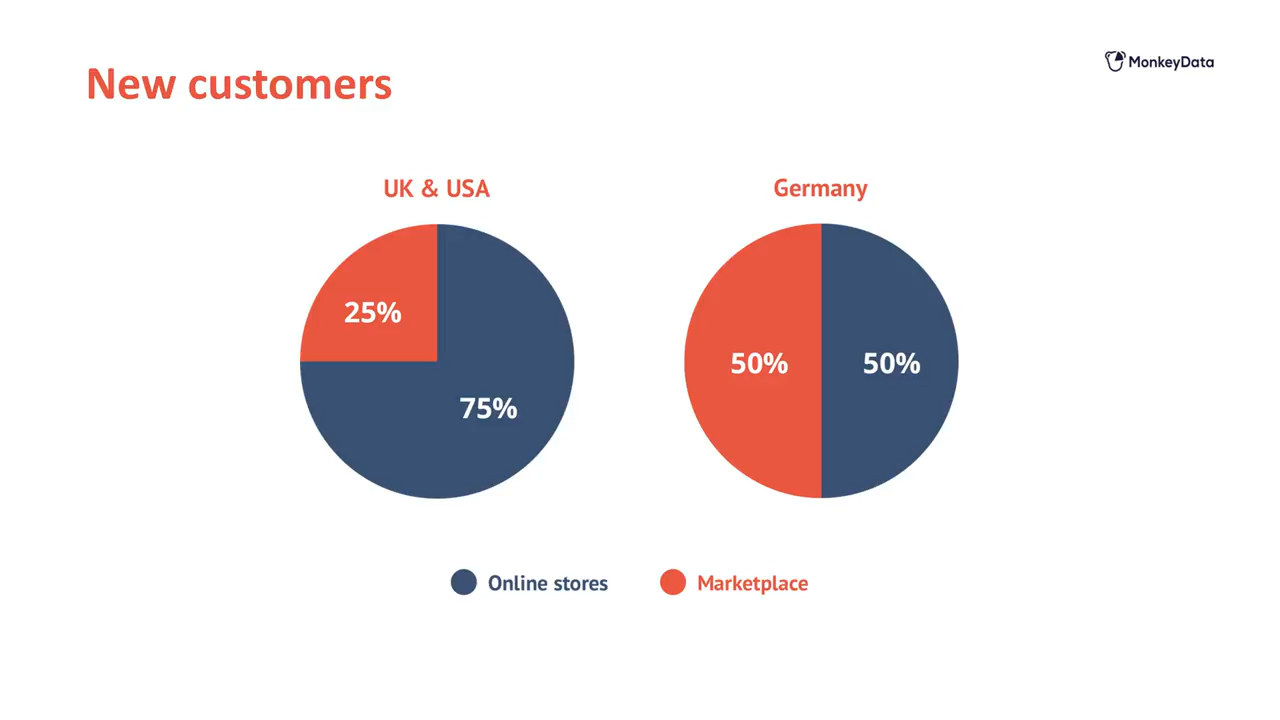 New customers
MonkeyData
UK & USA
Germany
25%
75%
50%
50%
Online stores
Marketplace